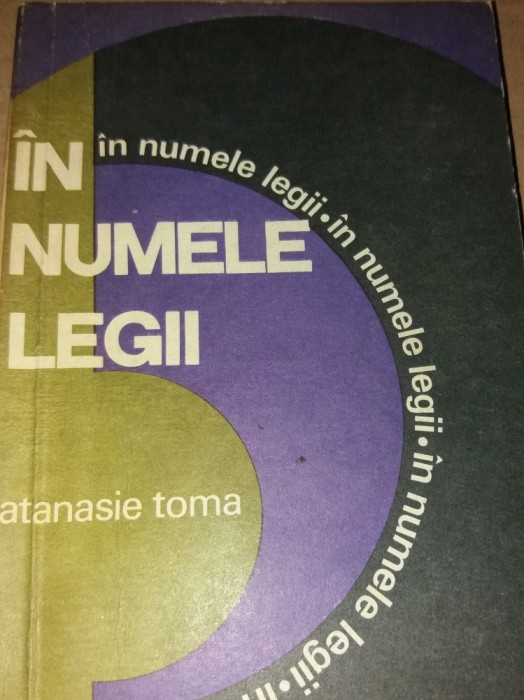 ÎN
NUMELE
LEGII
în numele legii • în numele legii • în numele legii •
atanasie toma